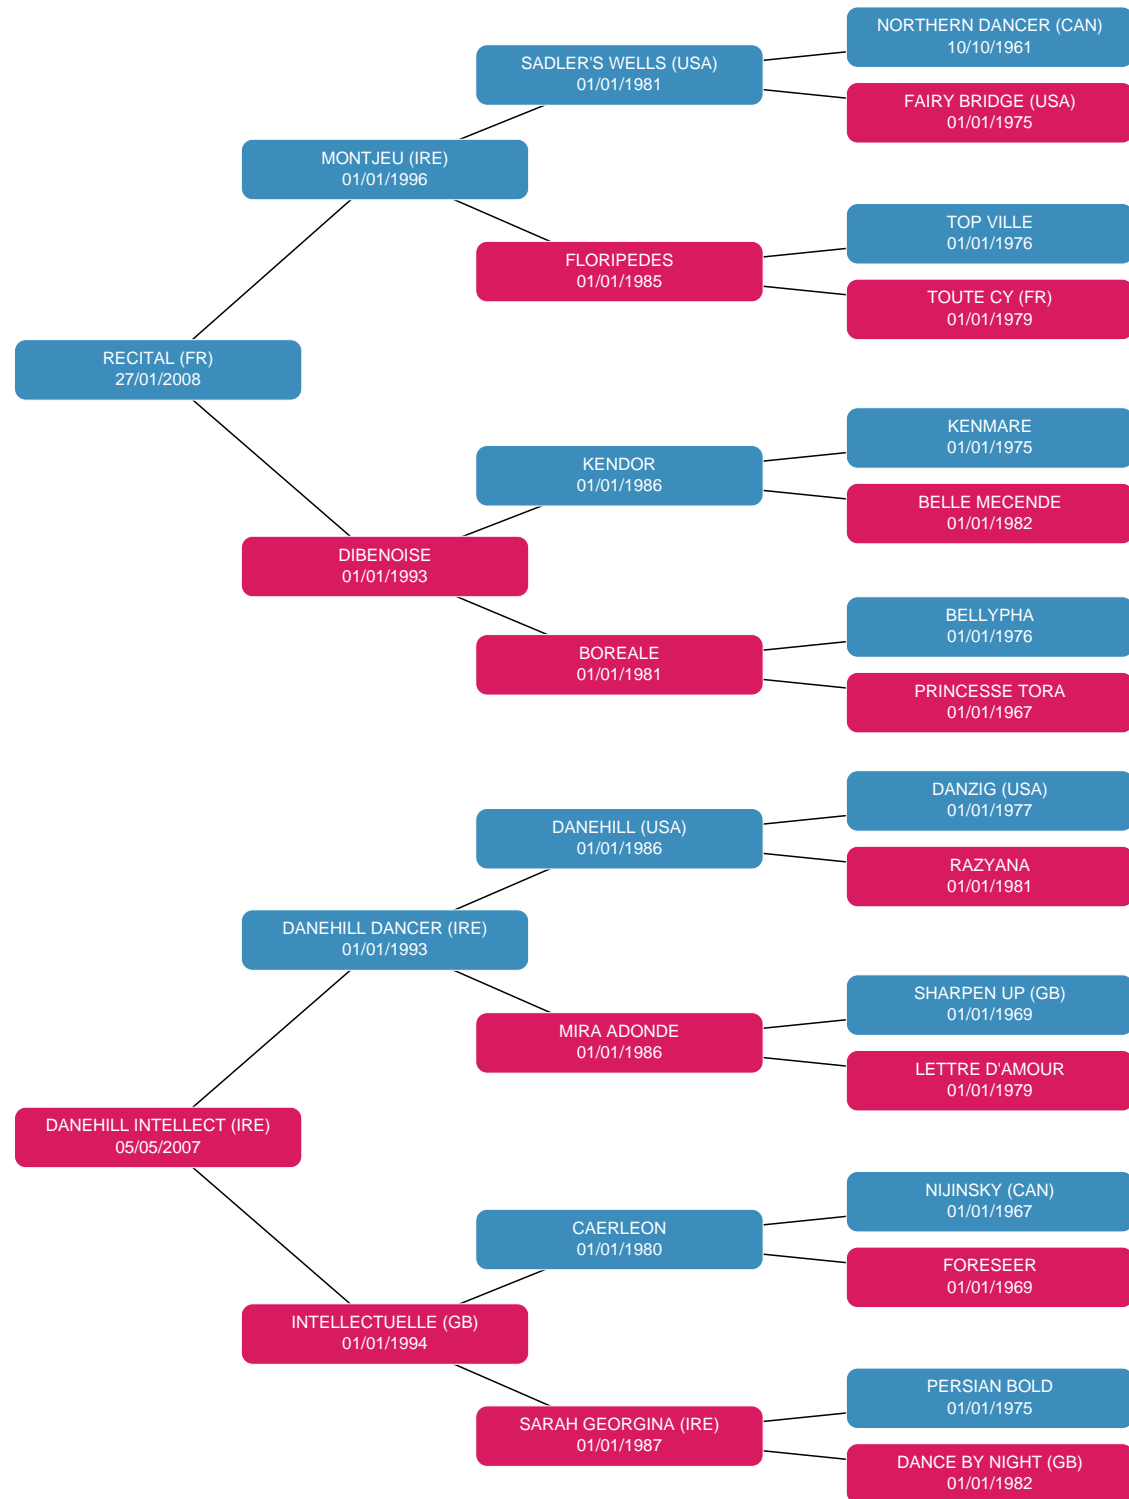 NORTHERN DANCER (CAN)
10/10/1961
SADLER'S WELLS (USA)
01/01/1981
FAIRY BRIDGE (USA)
01/01/1975
MONTJEU (IRE)
01/01/1996
TOP VILLE
01/01/1976
FLORIPEDES
01/01/1985
TOUTE CY (FR)
01/01/1979
RECITAL (FR)
27/01/2008
KENMARE
01/01/1975
KENDOR
01/01/1986
BELLE MECENDE
01/01/1982
DIBENOISE
01/01/1993
BELLYPHA
01/01/1976
BOREALE
01/01/1981
PRINCESSE TORA
01/01/1967
DANZIG (USA)
01/01/1977
DANEHILL (USA)
01/01/1986
RAZYANA
01/01/1981
DANEHILL DANCER (IRE)
01/01/1993
SHARPEN UP (GB)
01/01/1969
MIRA ADONDE
01/01/1986
LETTRE D'AMOUR
01/01/1979
DANEHILL INTELLECT (IRE)
05/05/2007
NIJINSKY (CAN)
01/01/1967
CAERLEON
01/01/1980
FORESEER
01/01/1969
INTELLECTUELLE (GB)
01/01/1994
PERSIAN BOLD
01/01/1975
SARAH GEORGINA (IRE)
01/01/1987
DANCE BY NIGHT (GB)
01/01/1982